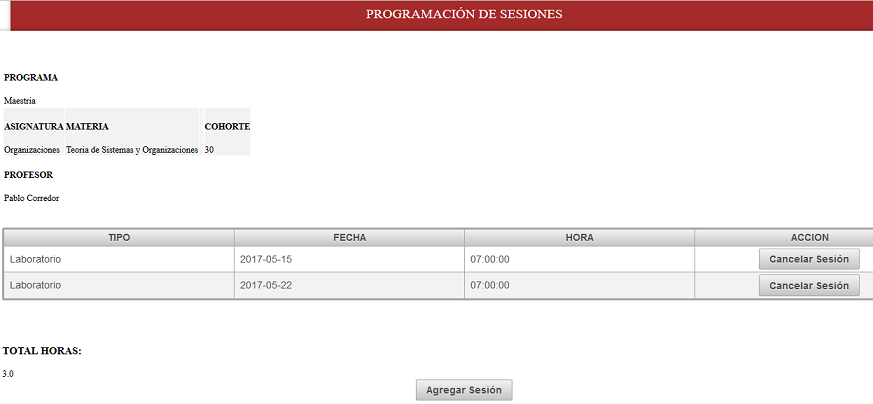 PROGRAMACIÓN DE SESIONES
PROGRAMA
Maestria
ASIGNATURA MATERIA COHORTE
Organizaciones Teoria de Sistemas y Organizaciones 30
PROFESOR
Pablo Corredor
TIPO FECHA HORA ACCION
Laboratorio 2017-05-15 07:00:00 Cancelar Sesión
Laboratorio 2017-05-22 07:00:00 Cancelar Sesión
TOTAL HORAS:
3.0
Agregar Sesión